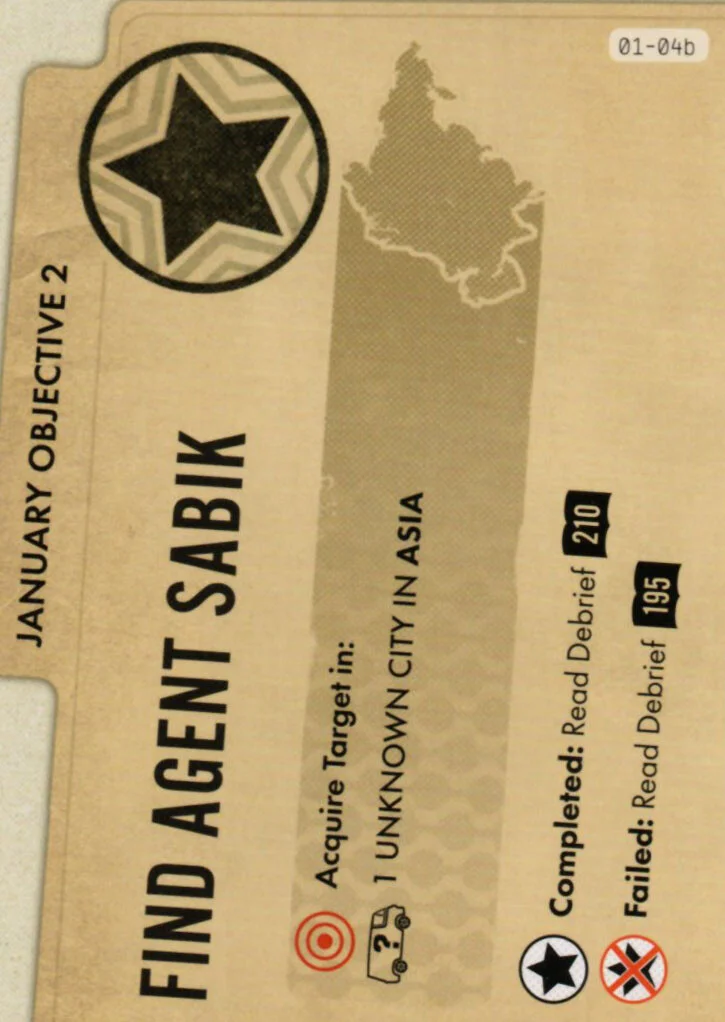 01-04b
JANUARY OBJECTIVE 2
FIND AGENT SABIK
Acquire Target in:
? 1 UNKNOWN CITY IN ASIA
Completed: Read Debrief 210
Failed: Read Debrief 195